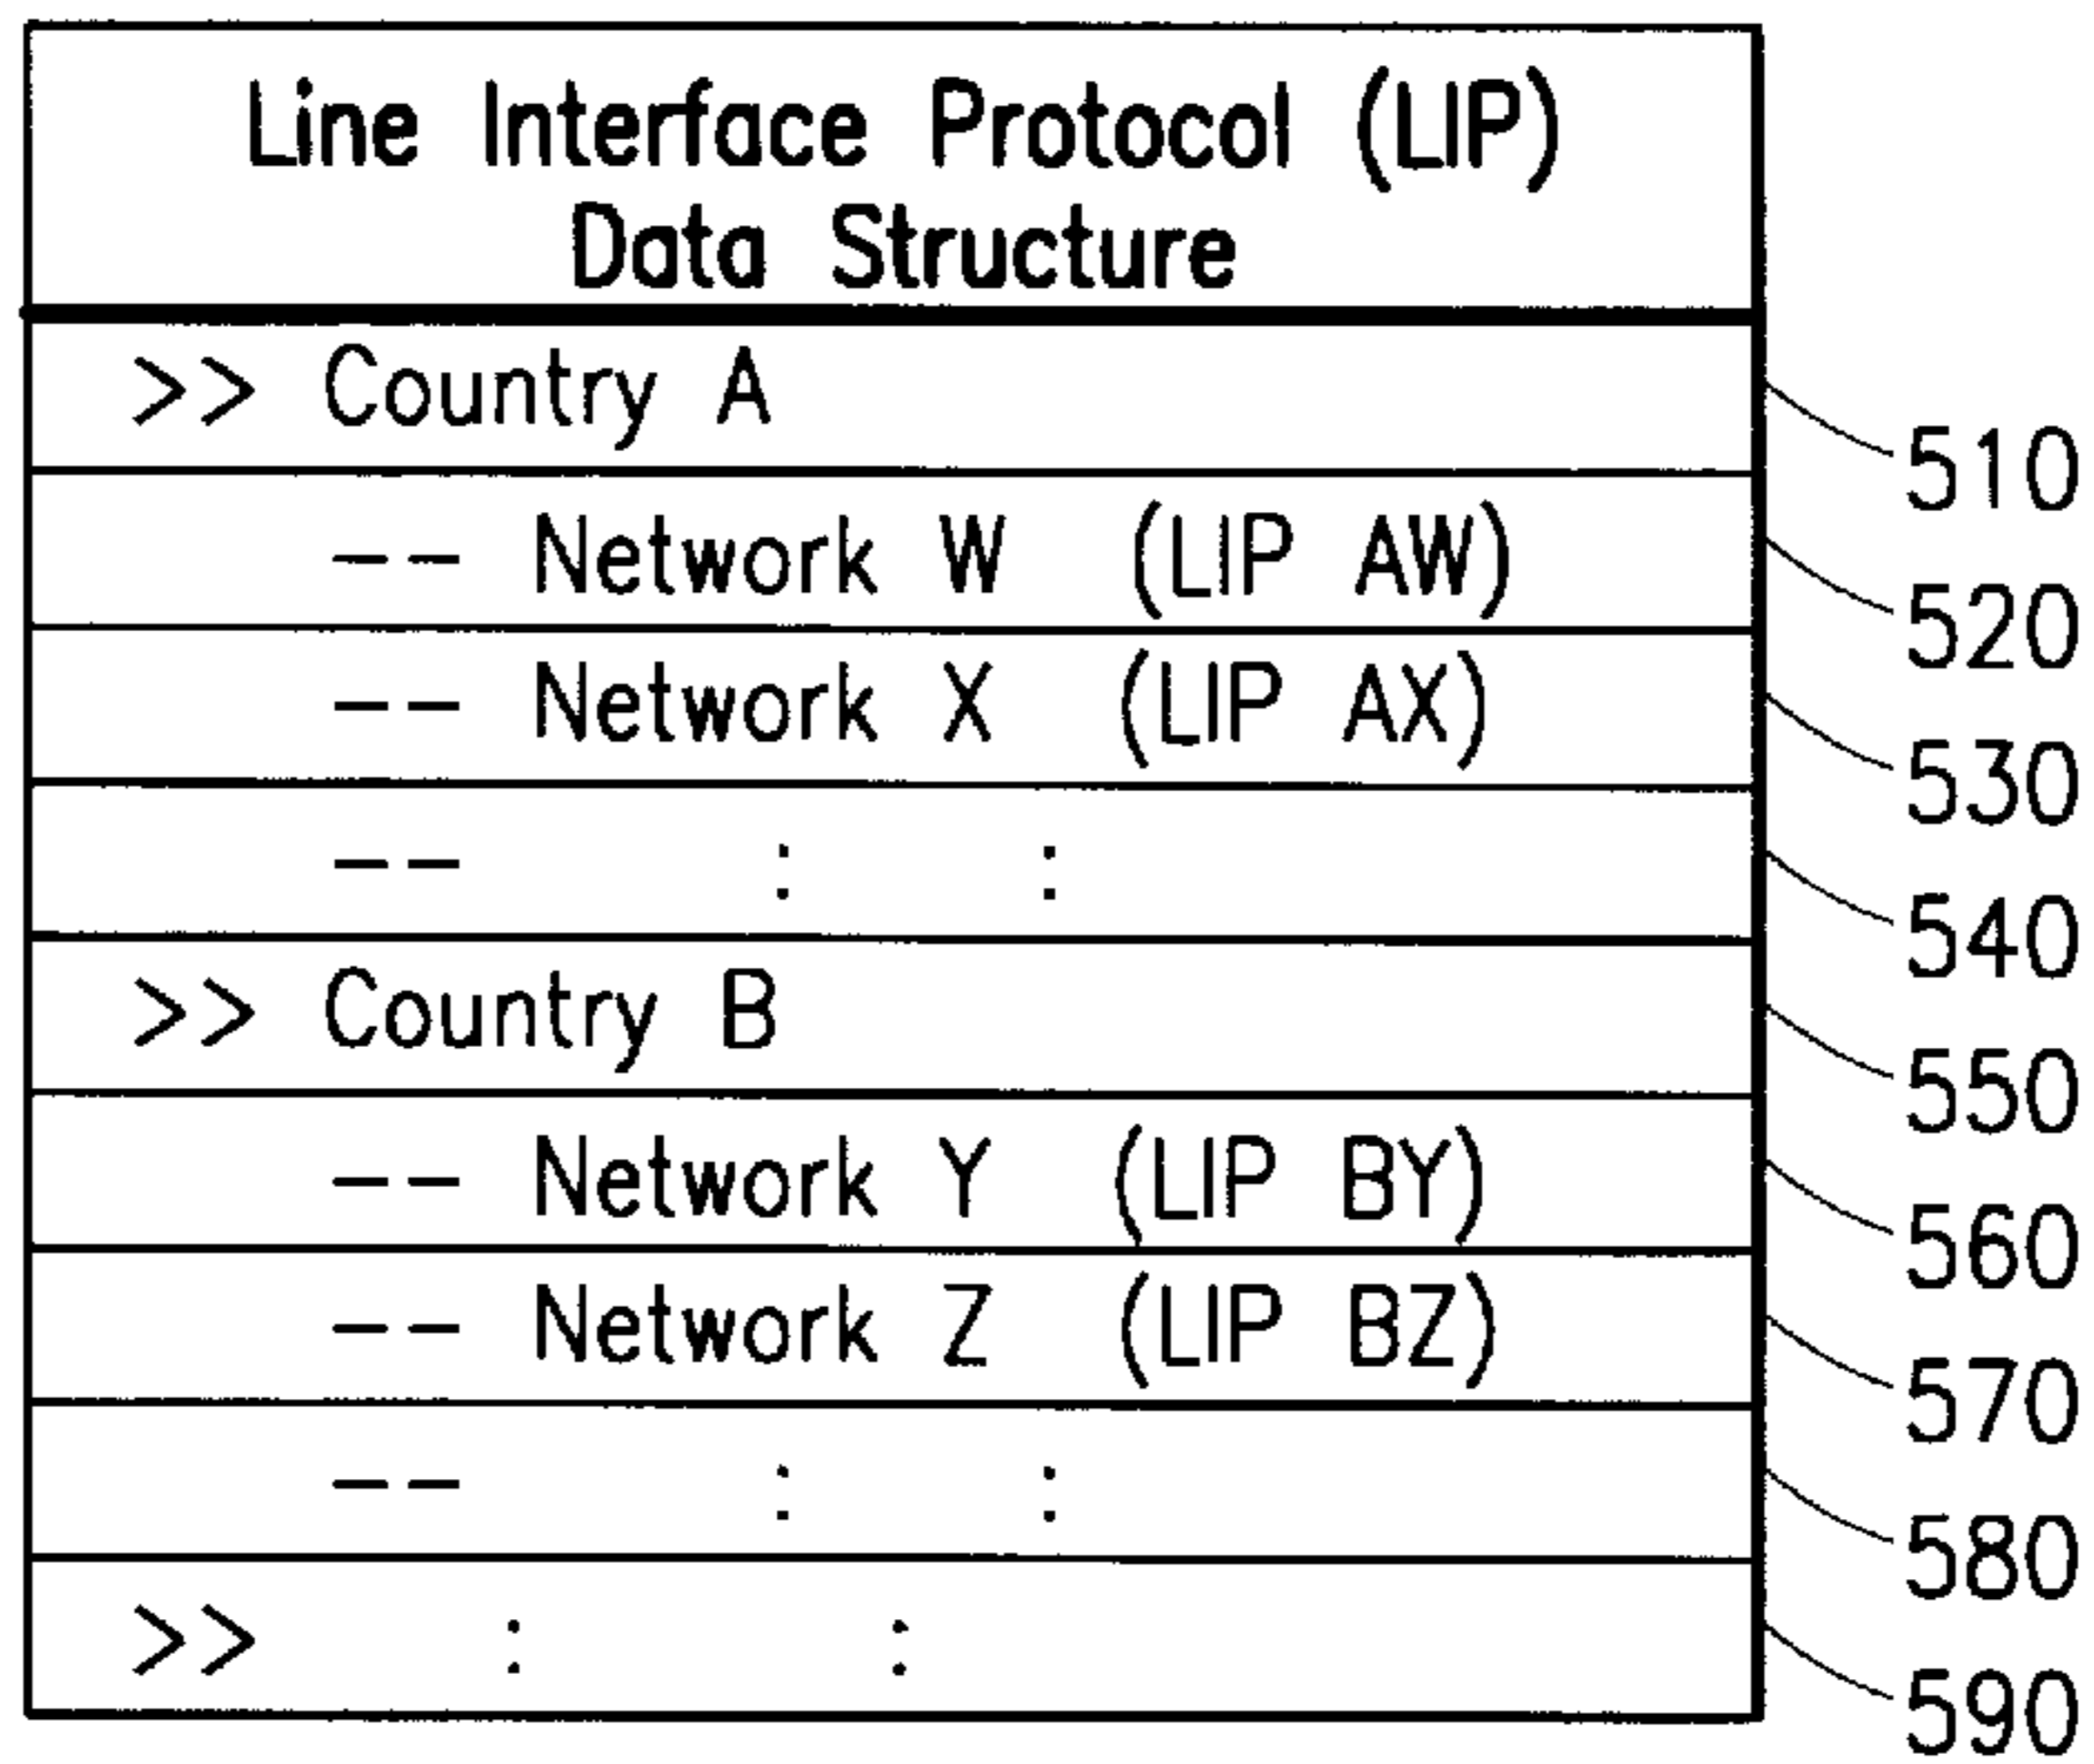 Line Interface Protocol (LIP)
Data Structure
>> Country A
510
-- Network W (LIP AW)
520
-- Network X (LIP AX)
530
-- : :
540
>> Country B
550
-- Network Y (LIP BY)
560
-- Network Z (LIP BZ)
570
-- : :
580
>> : :
590